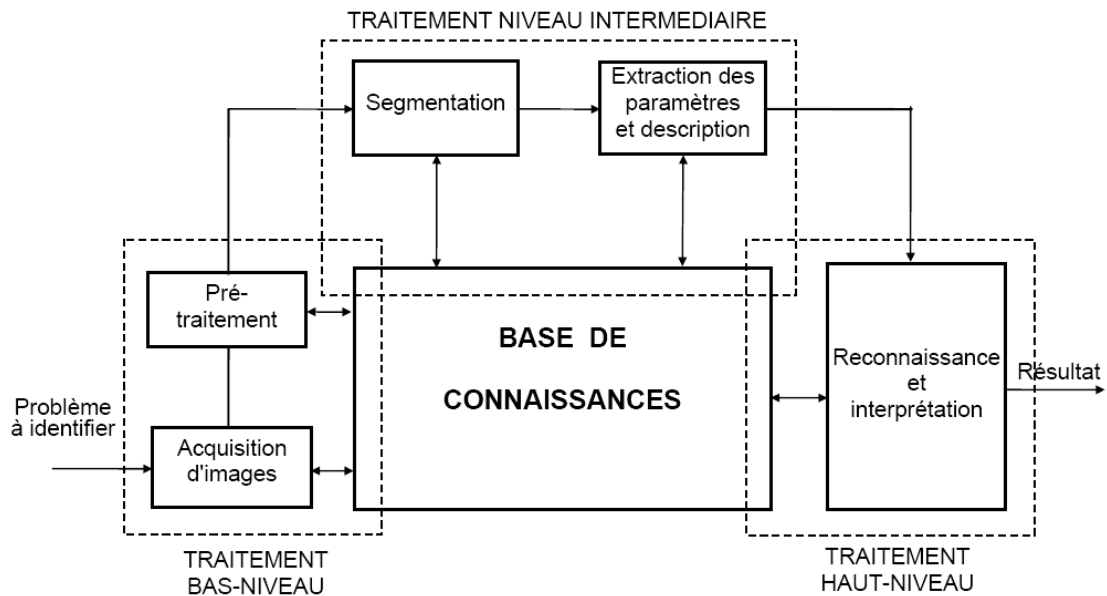 TRAITEMENT NIVEAU INTERMEDIAIRE
Segmentation
Extraction des
paramètres
et description
Pré-
traitement
BASE DE
CONNAISSANCES
Reconnaissance
et
interprétation
Résultat
Problème
à identifier
Acquisition
d'images
TRAITEMENT
BAS-NIVEAU
TRAITEMENT
HAUT-NIVEAU